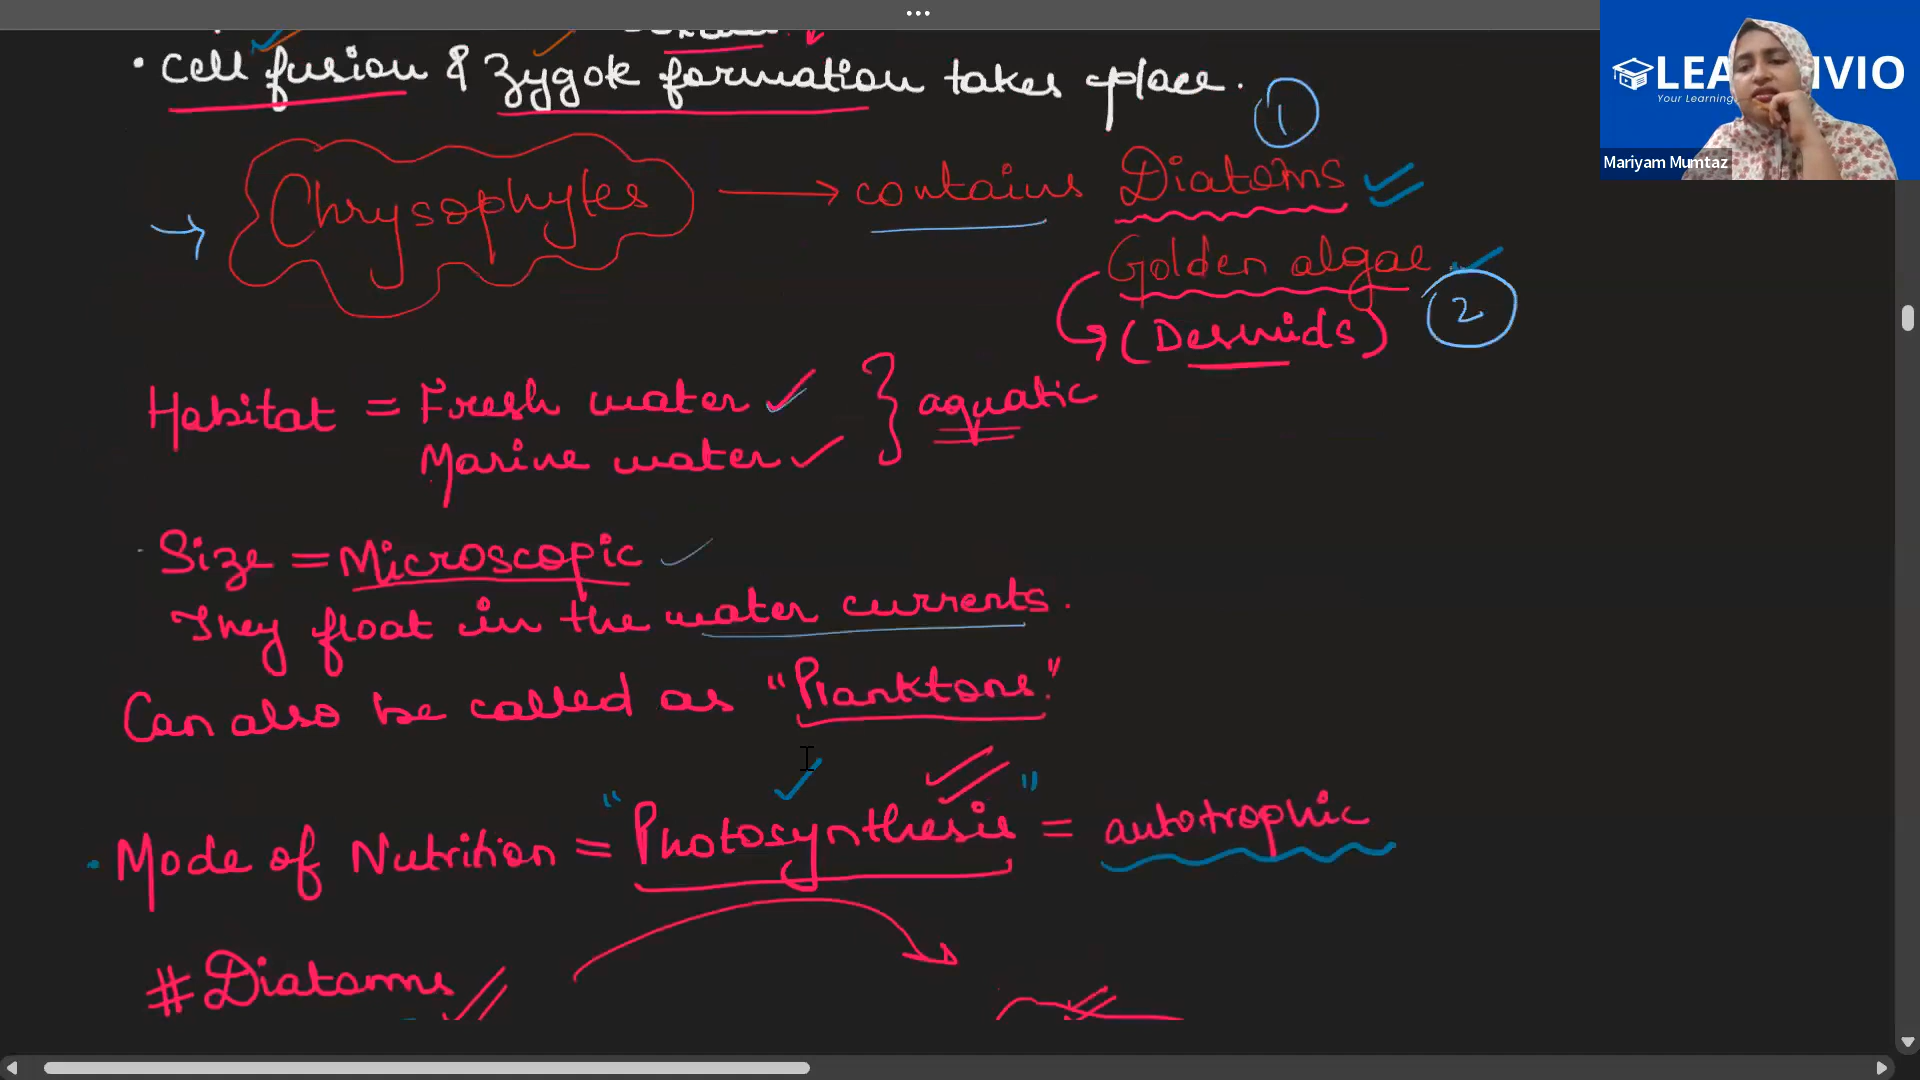 ...
• Cell fusion & Zygote formation takes place.
①
Chrysophytes → contains Diatoms
Golden algae
②
(Desmids)
Habitat = Fresh water
Marine water
} aquatic
Size = Microscopic
They float in the water currents.
Can also be called as "Planktons."
• Mode of Nutrition = "Photosynthesis" = autotrophic
# Diatoms
LEA
VIO
Your Learning
Mariyam Mumtaz